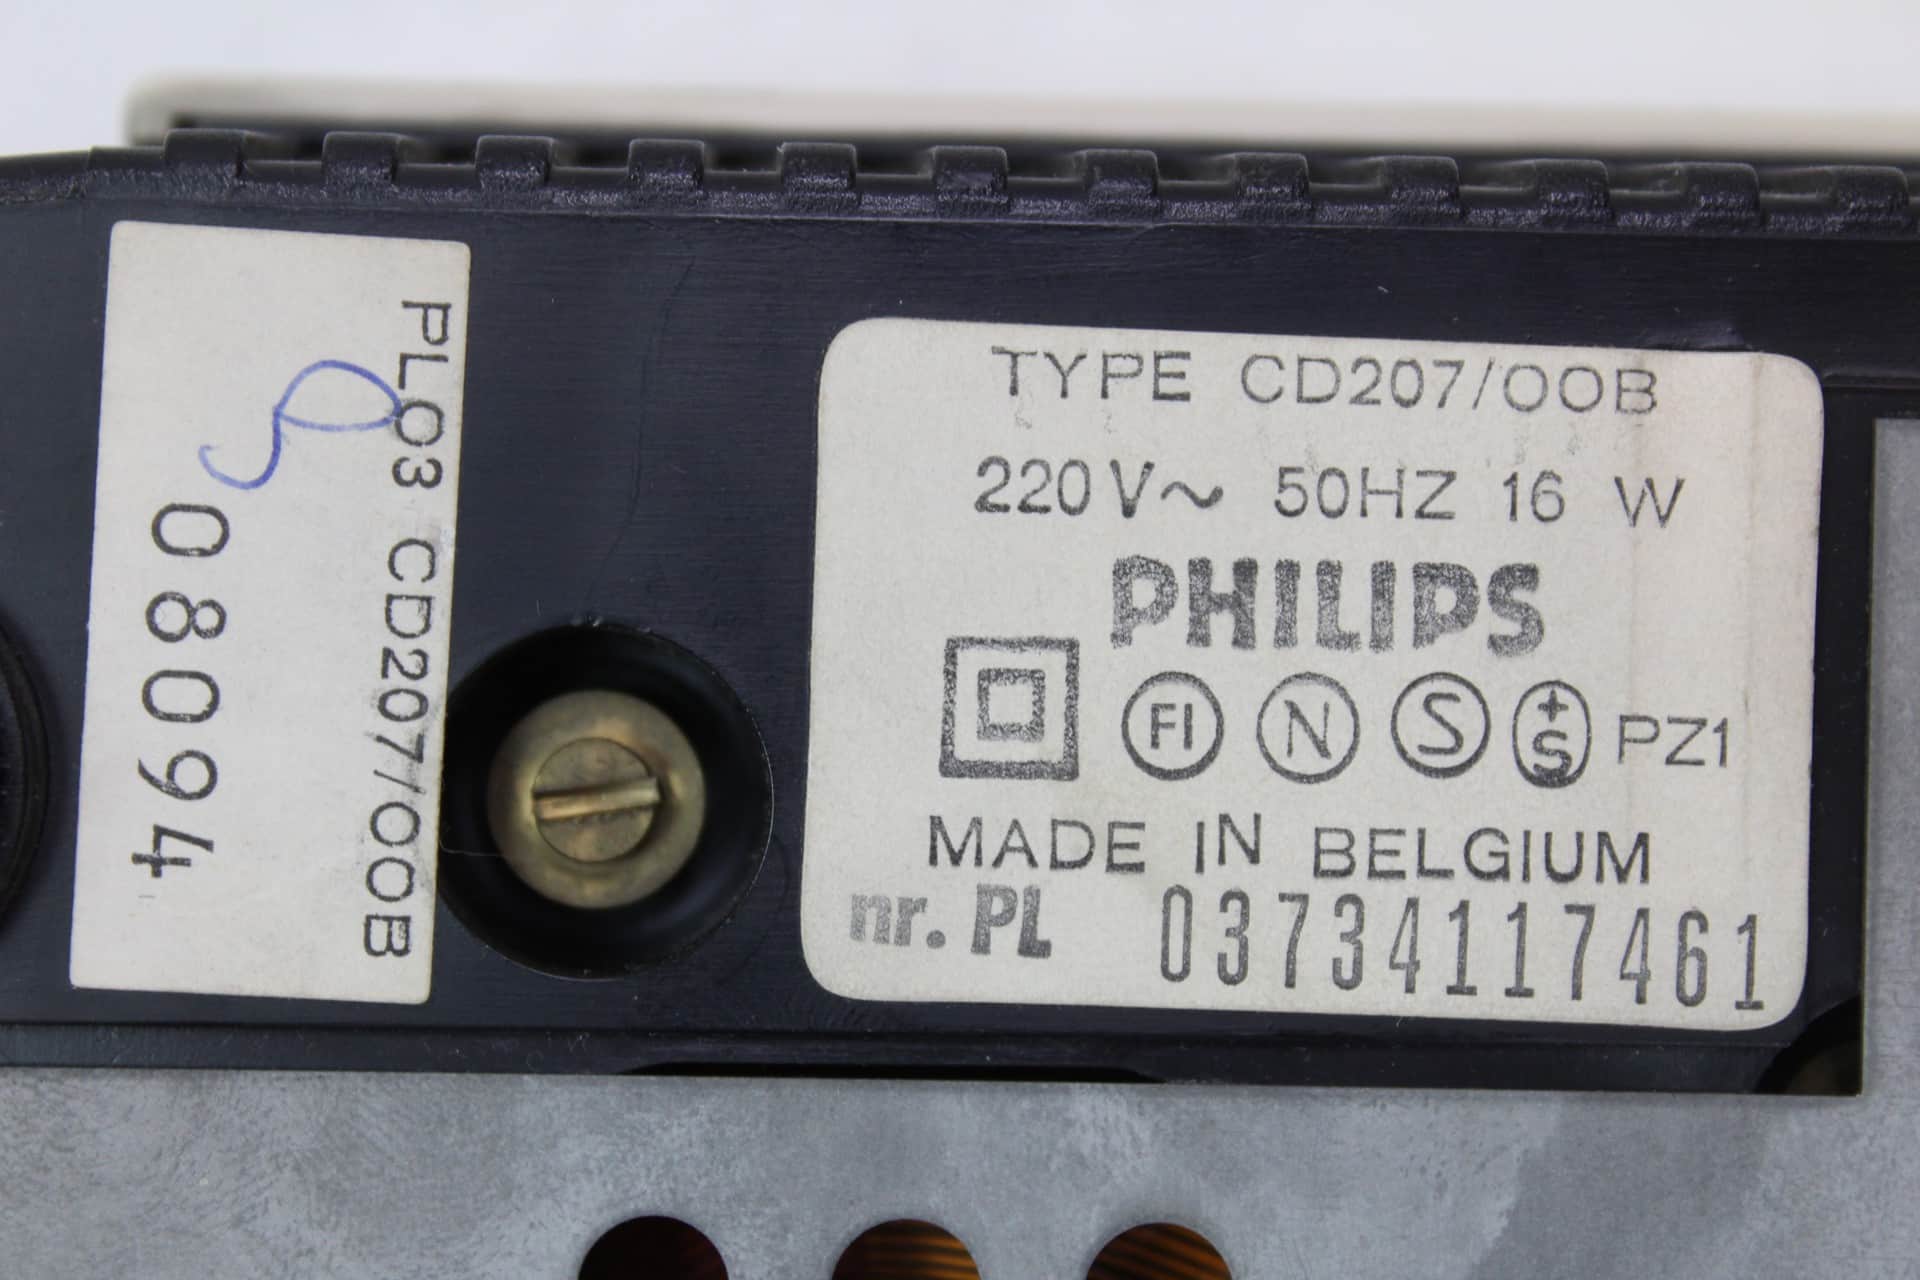 PL03 CD207/00B
08094
TYPE CD207/00B
220V~ 50HZ 16 W
PHILIPS
FI N S +S PZ1
MADE IN BELGIUM
nr. PL 03734117461